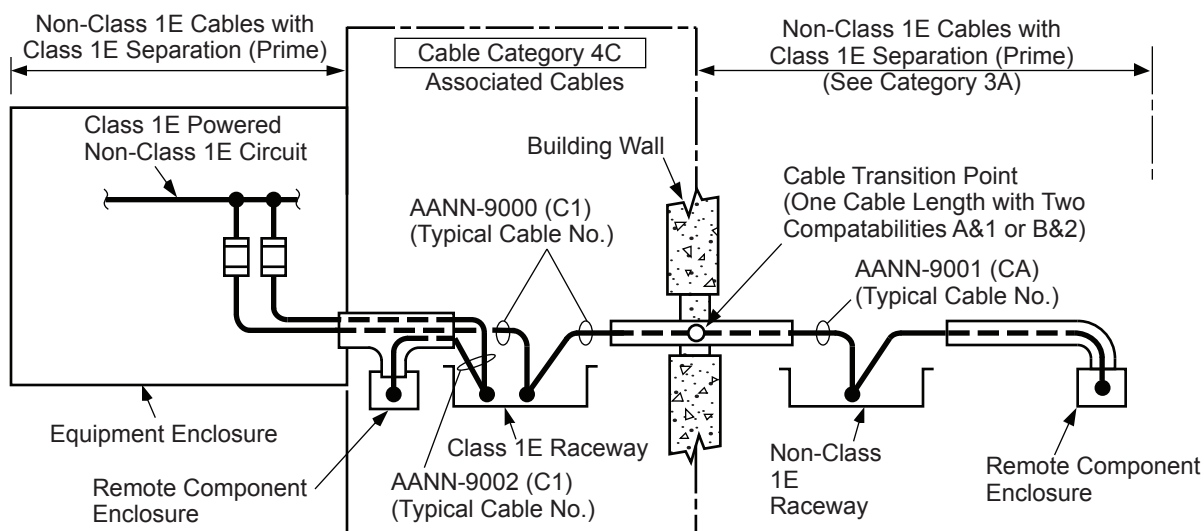 Non-Class 1E Cables with
Class 1E Separation (Prime)
Cable Category 4C
Associated Cables
Non-Class 1E Cables with
Class 1E Separation (Prime)
(See Category 3A)
Class 1E Powered
Non-Class 1E Circuit
Building Wall
AANN-9000 (C1)
(Typical Cable No.)
Cable Transition Point
(One Cable Length with Two
Compatabilities A&1 or B&2)
AANN-9001 (CA)
(Typical Cable No.)
Equipment Enclosure
Remote Component
Enclosure
Class 1E Raceway
AANN-9002 (C1)
(Typical Cable No.)
Non-Class
1E
Raceway
Remote Component
Enclosure